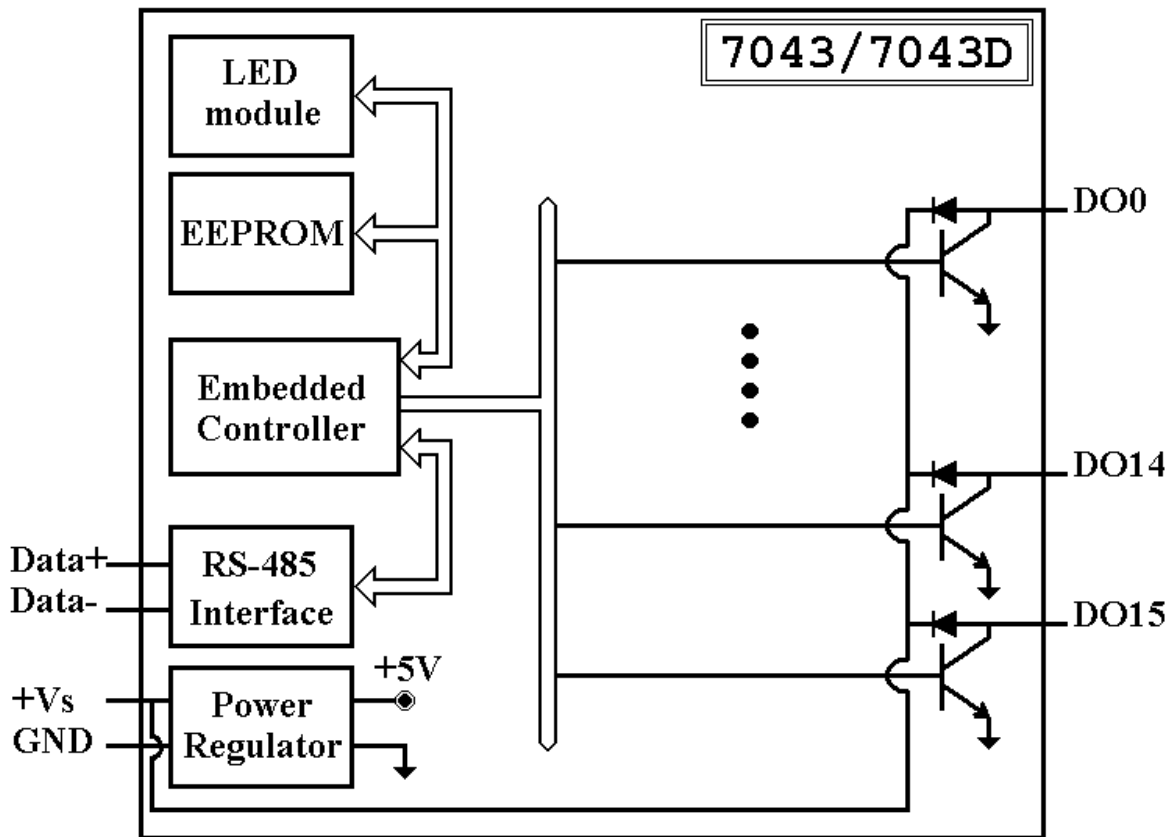 7043/7043D
LED
module
EEPROM
Embedded
Controller
RS-485
Interface
Power
Regulator
+5V
Data+
Data-
+Vs
GND
DO0
DO14
DO15